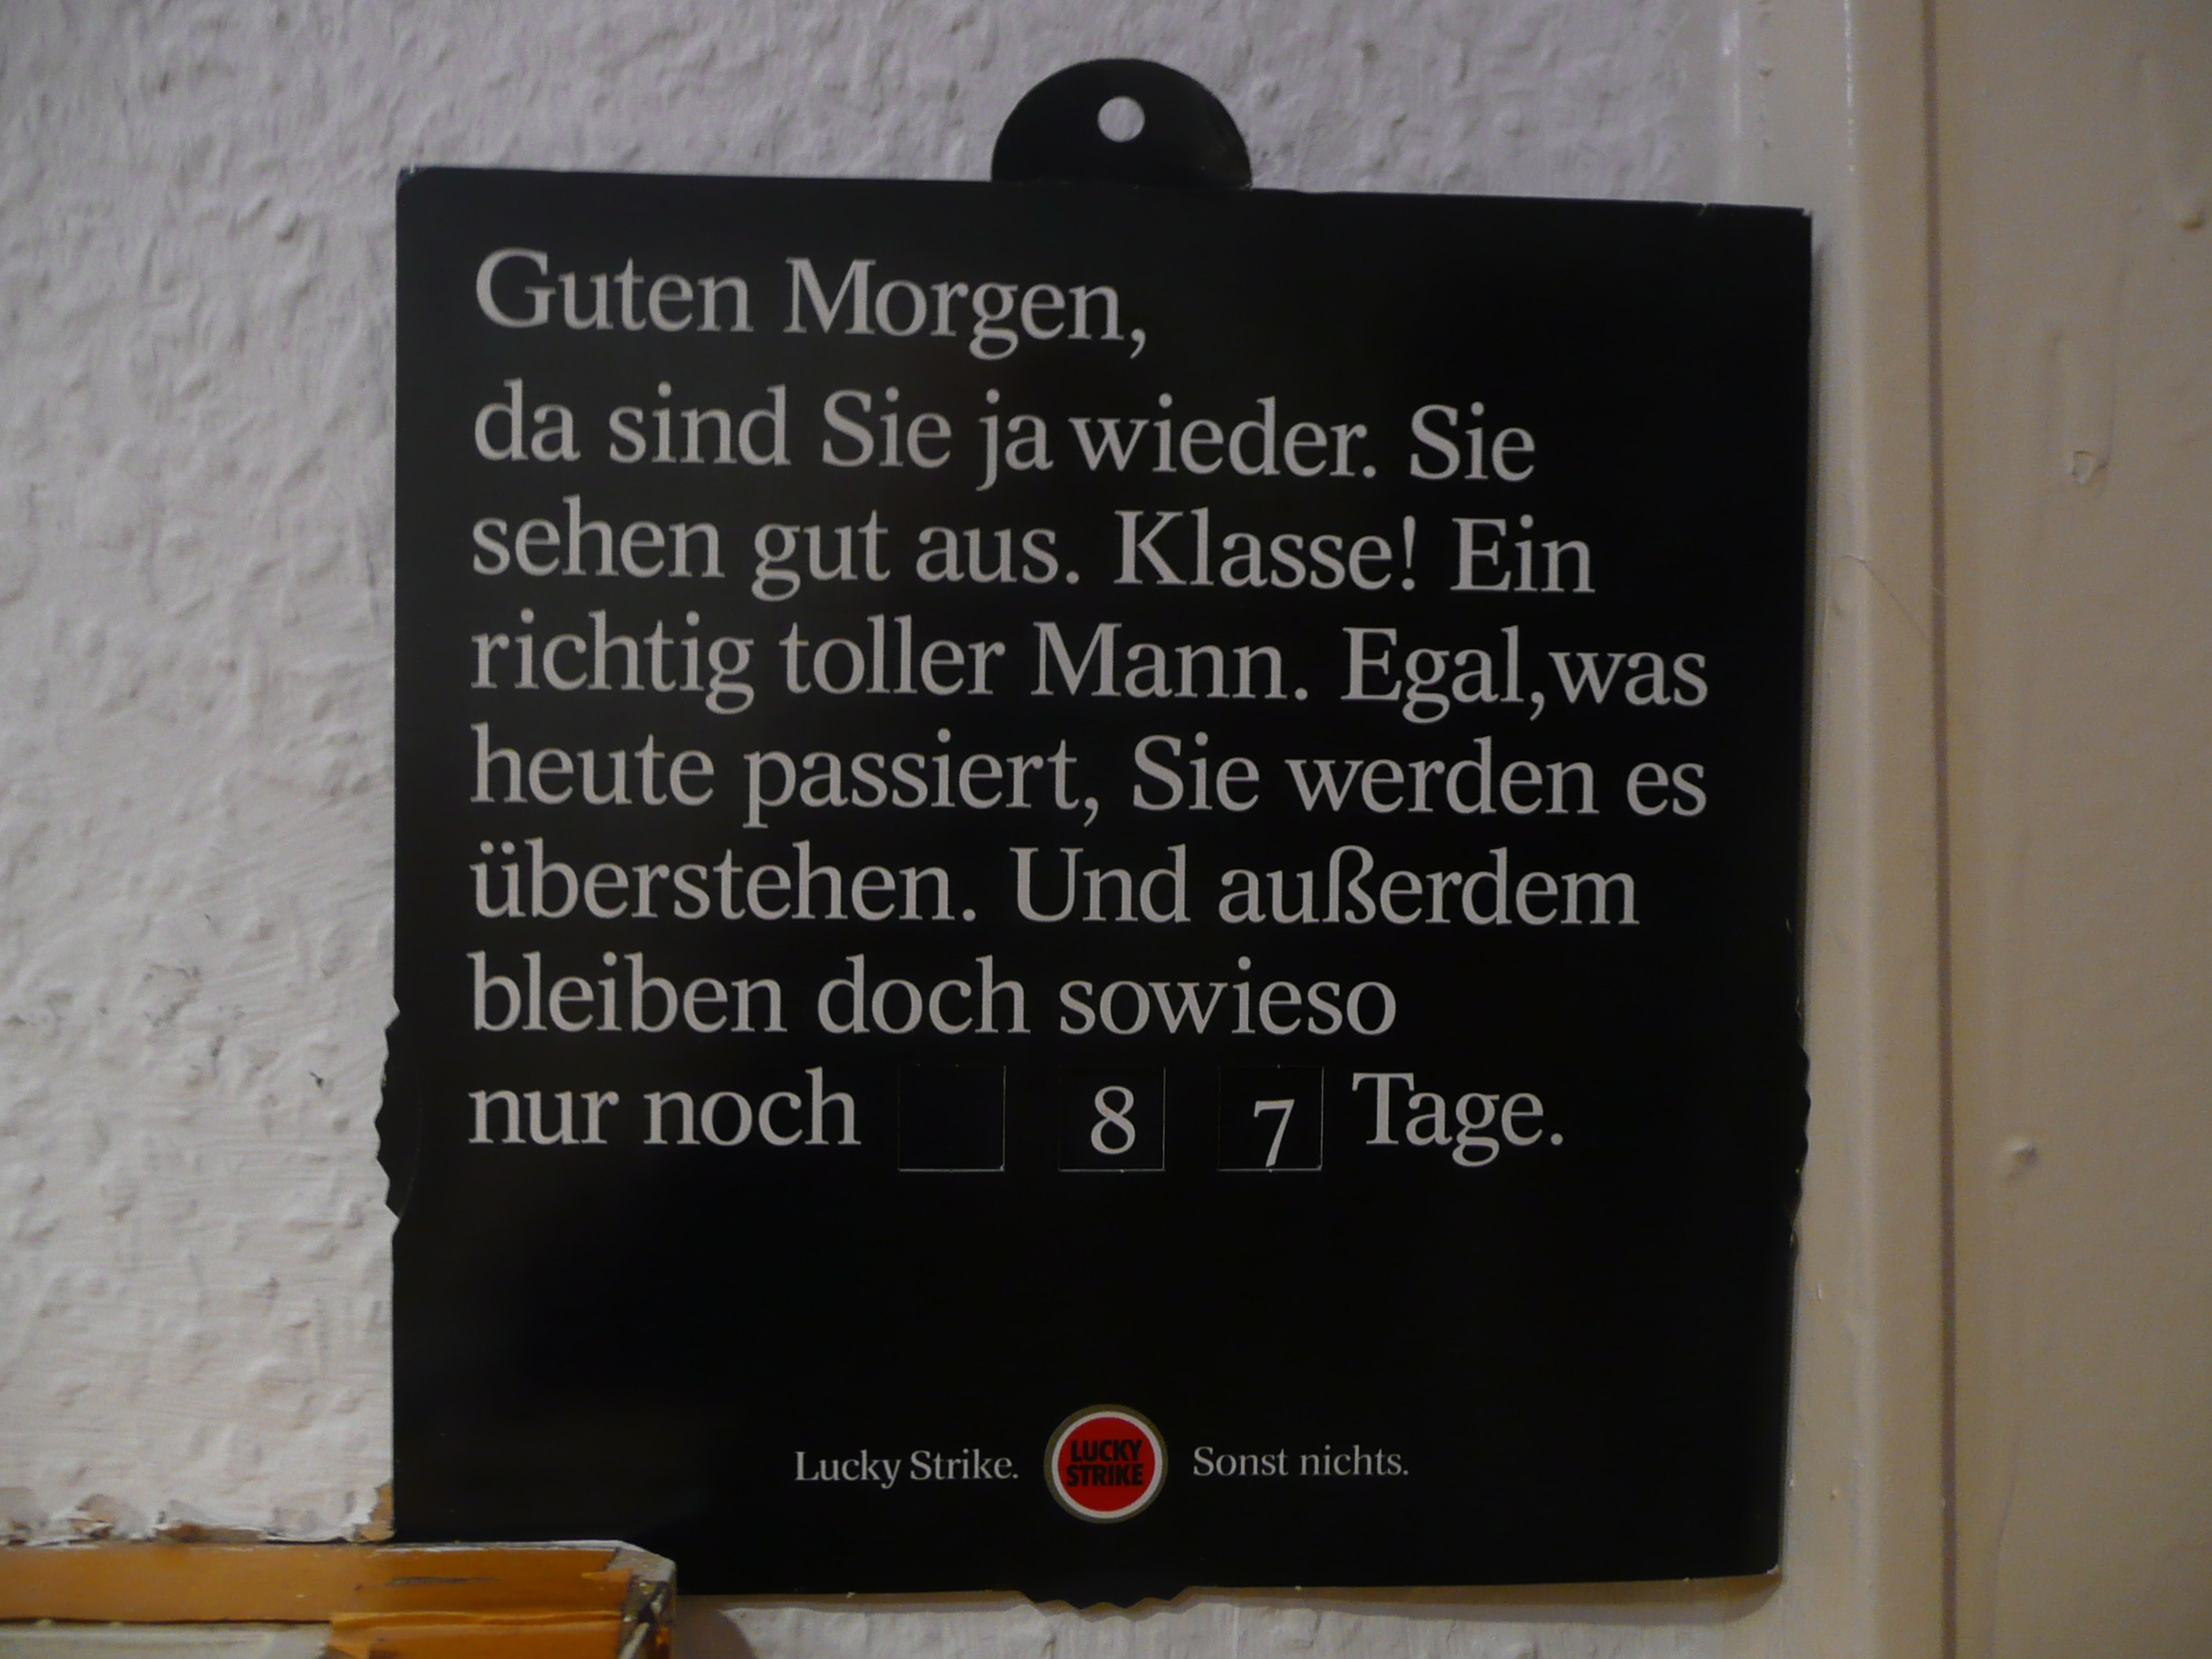 Guten Morgen,
da sind Sie ja wieder. Sie
sehen gut aus. Klasse! Ein
richtig toller Mann. Egal, was
heute passiert, Sie werden es
überstehen. Und außerdem
bleiben doch sowieso
nur noch 8 7 Tage.
Lucky Strike. LUCKY STRIKE Sonst nichts.